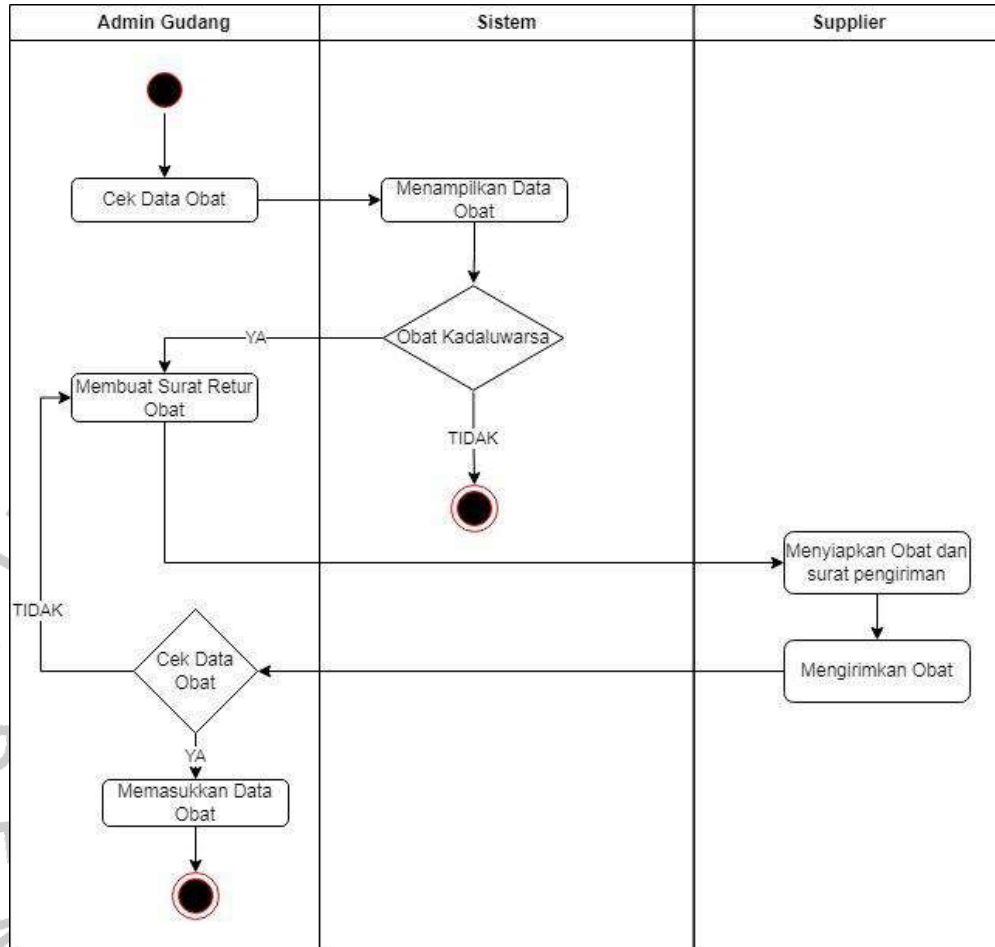 Admin Gudang
Sistem
Supplier
Cek Data Obat
Menampilkan Data
Obat
Obat Kadaluwarsa
YA
Membuat Surat Retur
Obat
TIDAK
Menyiapkan Obat dan
surat pengiriman
TIDAK
Cek Data
Obat
Mengirimkan Obat
YA
Memasukkan Data
Obat